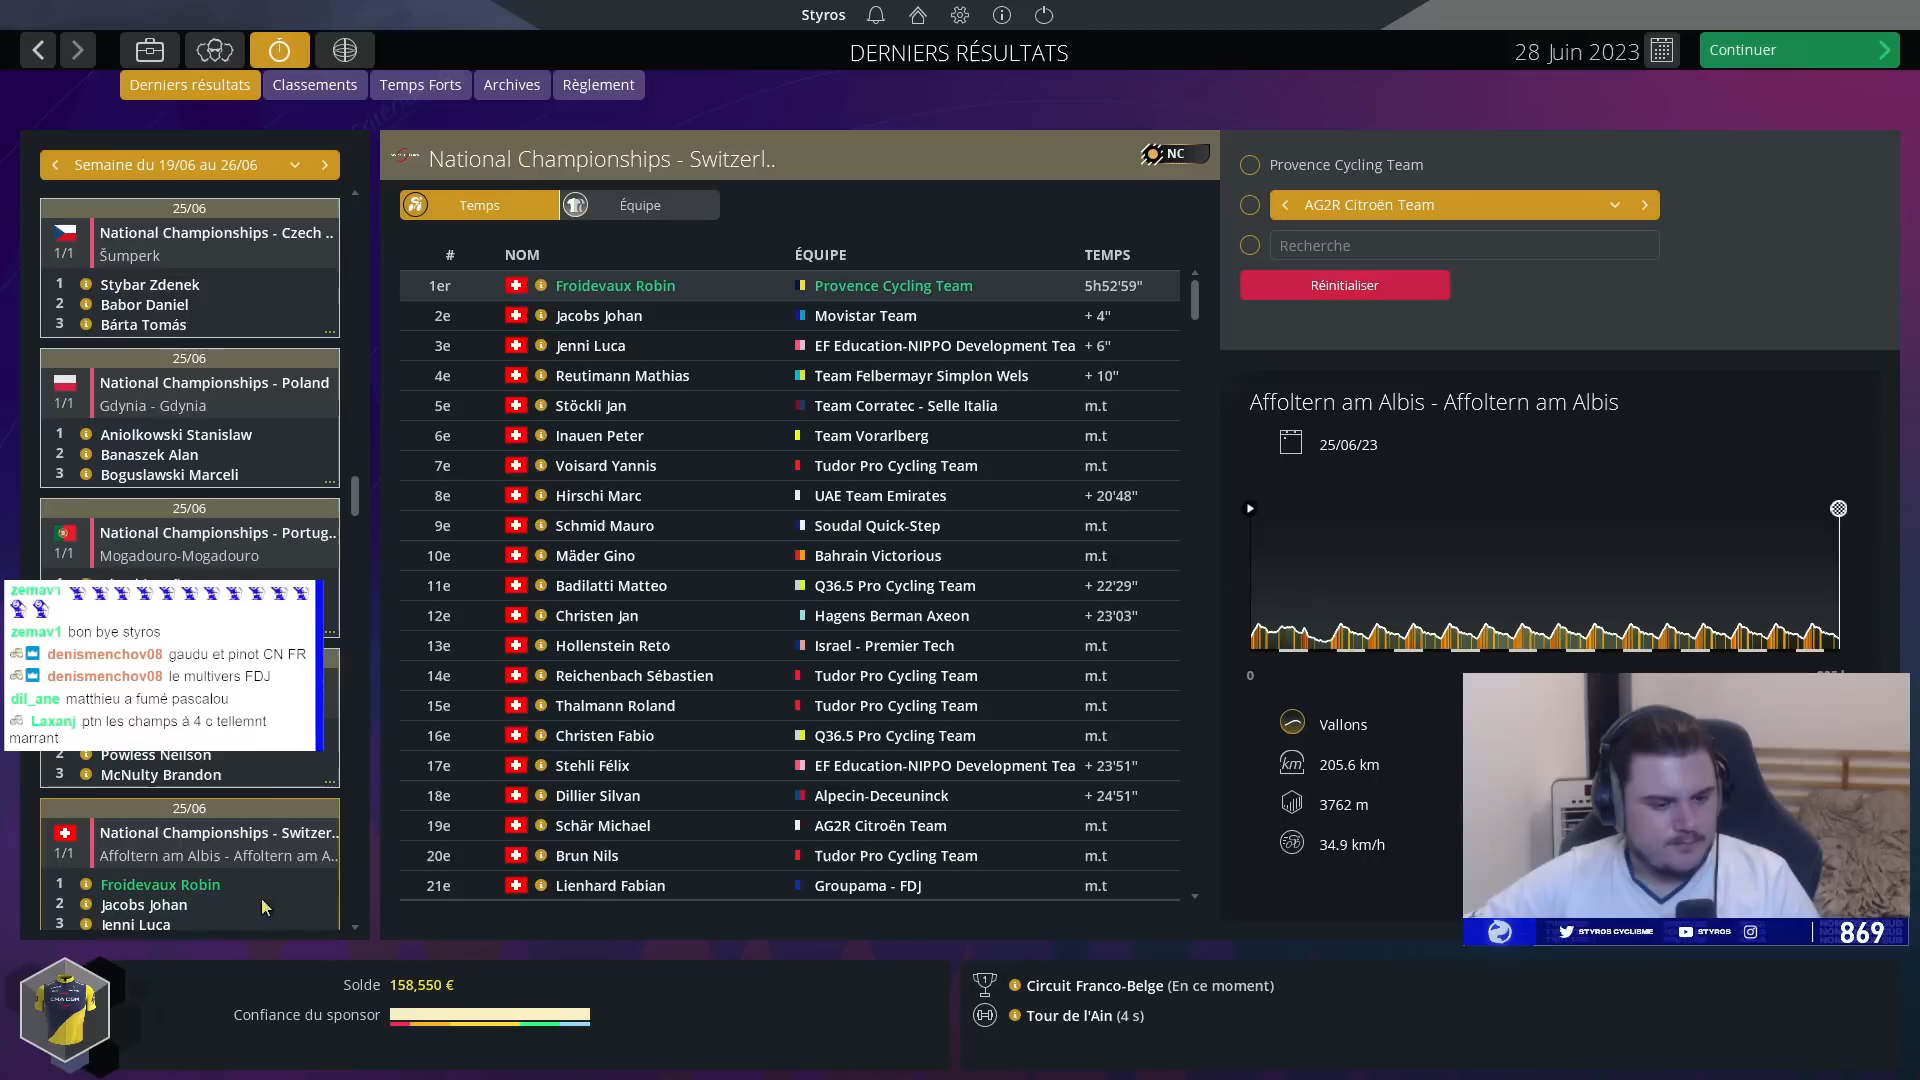 Styros
DERNIERS RÉSULTATS
28 Juin 2023
Continuer
Derniers résultats
Classements
Temps Forts
Archives
Règlement
Semaine du 19/06 au 26/06
25/06
National Championships - Czech ..
1/1
Šumperk
1 Stybar Zdenek
2 Babor Daniel
3 Bárta Tomás
...
25/06
National Championships - Poland
1/1
Gdynia - Gdynia
1 Aniolkowski Stanislaw
2 Banaszek Alan
3 Boguslawski Marceli
...
25/06
National Championships - Portug..
1/1
Mogadouro-Mogadouro
zemav1
zemav1 bon bye styros
denismenchov08 gaudu et pinot CN FR
denismenchov08 le multivers FDJ
dil_ane matthieu a fumé pascalou
Laxanj ptn les champs à 4 c tellemnt
marrant
2 Powless Neilson
3 McNulty Brandon
...
25/06
National Championships - Switzer..
1/1
Affoltern am Albis - Affoltern am A..
1 Froidevaux Robin
2 Jacobs Johan
3 Jenni Luca
National Championships - Switzerl..
NC
Temps
Équipe
# NOM ÉQUIPE TEMPS
1er Froidevaux Robin Provence Cycling Team 5h52'59''
2e Jacobs Johan Movistar Team + 4''
3e Jenni Luca EF Education-NIPPO Development Tea + 6''
4e Reutimann Mathias Team Felbermayr Simplon Wels + 10''
5e Stöckli Jan Team Corratec - Selle Italia m.t
6e Inauen Peter Team Vorarlberg m.t
7e Voisard Yannis Tudor Pro Cycling Team m.t
8e Hirschi Marc UAE Team Emirates + 20'48''
9e Schmid Mauro Soudal Quick-Step m.t
10e Mäder Gino Bahrain Victorious m.t
11e Badilatti Matteo Q36.5 Pro Cycling Team + 22'29''
12e Christen Jan Hagens Berman Axeon + 23'03''
13e Hollenstein Reto Israel - Premier Tech m.t
14e Reichenbach Sébastien Tudor Pro Cycling Team m.t
15e Thalmann Roland Tudor Pro Cycling Team m.t
16e Christen Fabio Q36.5 Pro Cycling Team m.t
17e Stehli Félix EF Education-NIPPO Development Tea + 23'51''
18e Dillier Silvan Alpecin-Deceuninck + 24'51''
19e Schär Michael AG2R Citroën Team m.t
20e Brun Nils Tudor Pro Cycling Team m.t
21e Lienhard Fabian Groupama - FDJ m.t
Provence Cycling Team
AG2R Citroën Team
Recherche
Réinitialiser
Affoltern am Albis - Affoltern am Albis
25/06/23
0
Vallons
km 205.6 km
3762 m
34.9 km/h
STYROS CYCLISME
STYROS
869
Solde 158,550 €
Confiance du sponsor
CMA CGM
1 Circuit Franco-Belge (En ce moment)
Tour de l'Ain (4 s)